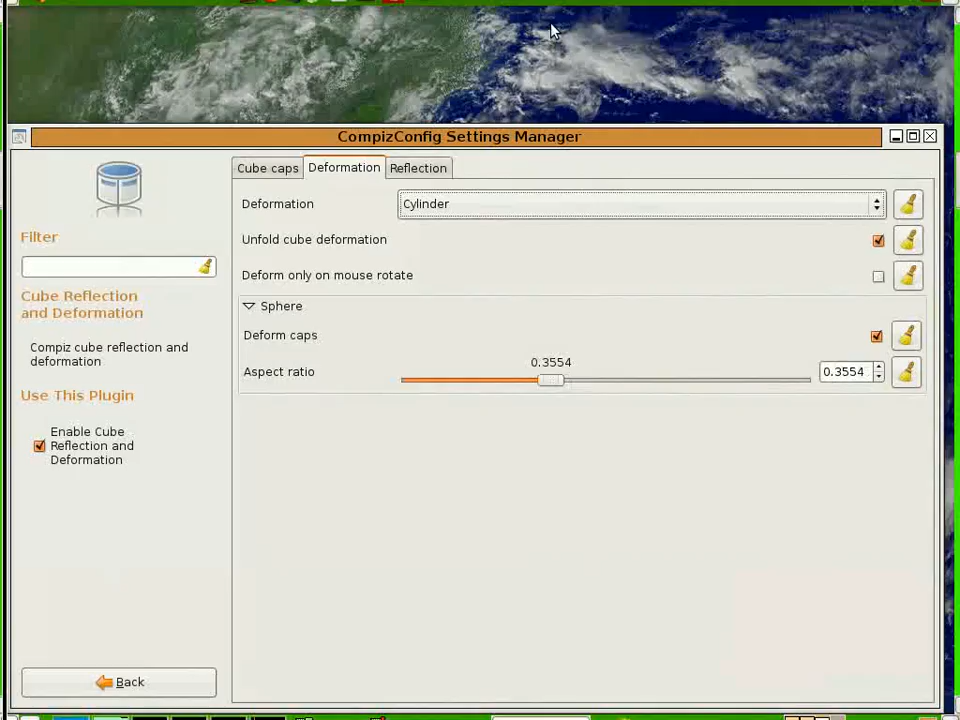 CompizConfig Settings Manager
Cube caps
Deformation
Reflection
Deformation
Cylinder
Unfold cube deformation
Deform only on mouse rotate
Sphere
Deform caps
0.3554
Aspect ratio
0.3554
Filter
Cube Reflection
and Deformation
Compiz cube reflection and
deformation
Use This Plugin
Enable Cube
Reflection and
Deformation
Back